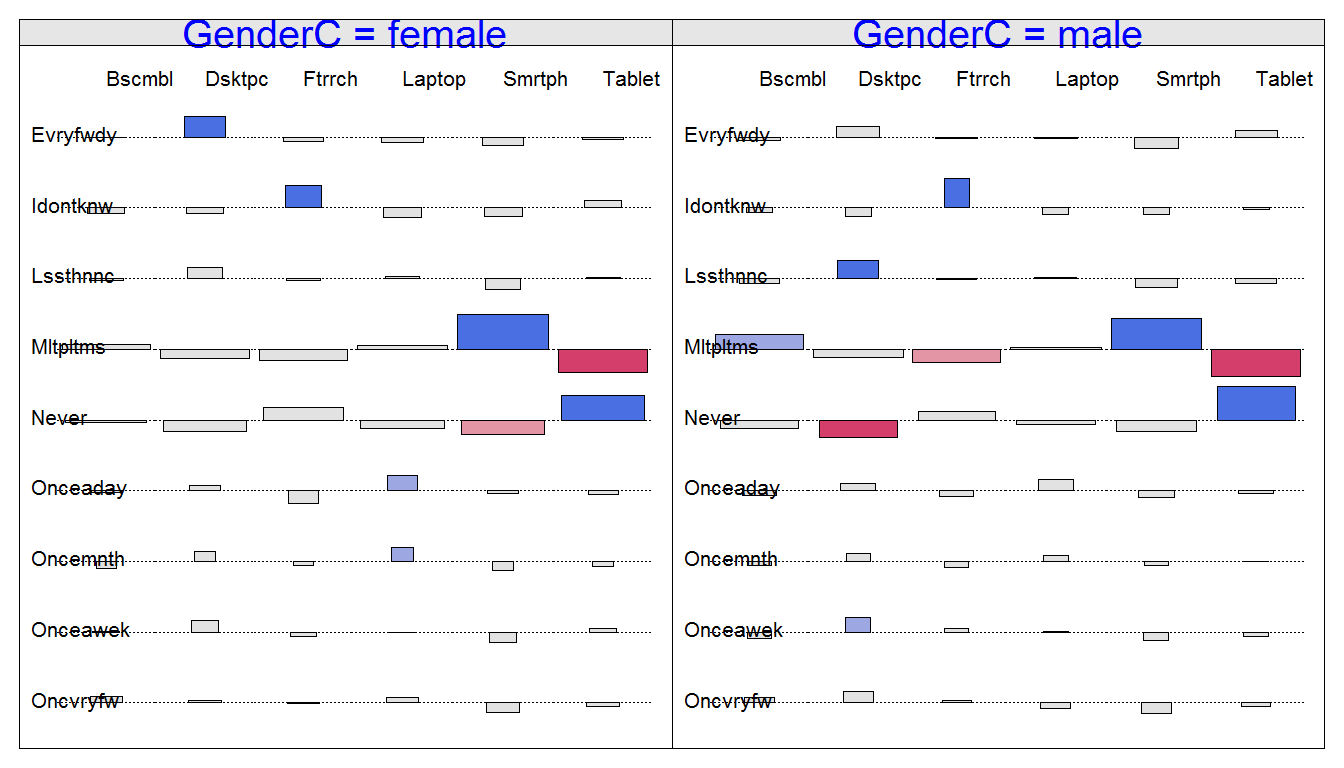 GenderC = female GenderC = male
Bscmbl Dsktpc Ftrrch Laptop Smrtph Tablet Bscmbl Dsktpc Ftrrch Laptop Smrtph Tablet
Evryfwdy Evryfwdy
Idontknw Idontknw
Lssthnnc Lssthnnc
Mltpltms Mltpltms
Never Never
Onceaday Onceaday
Oncemnth Oncemnth
Onceawek Onceawek
Oncvryfw Oncvryfw